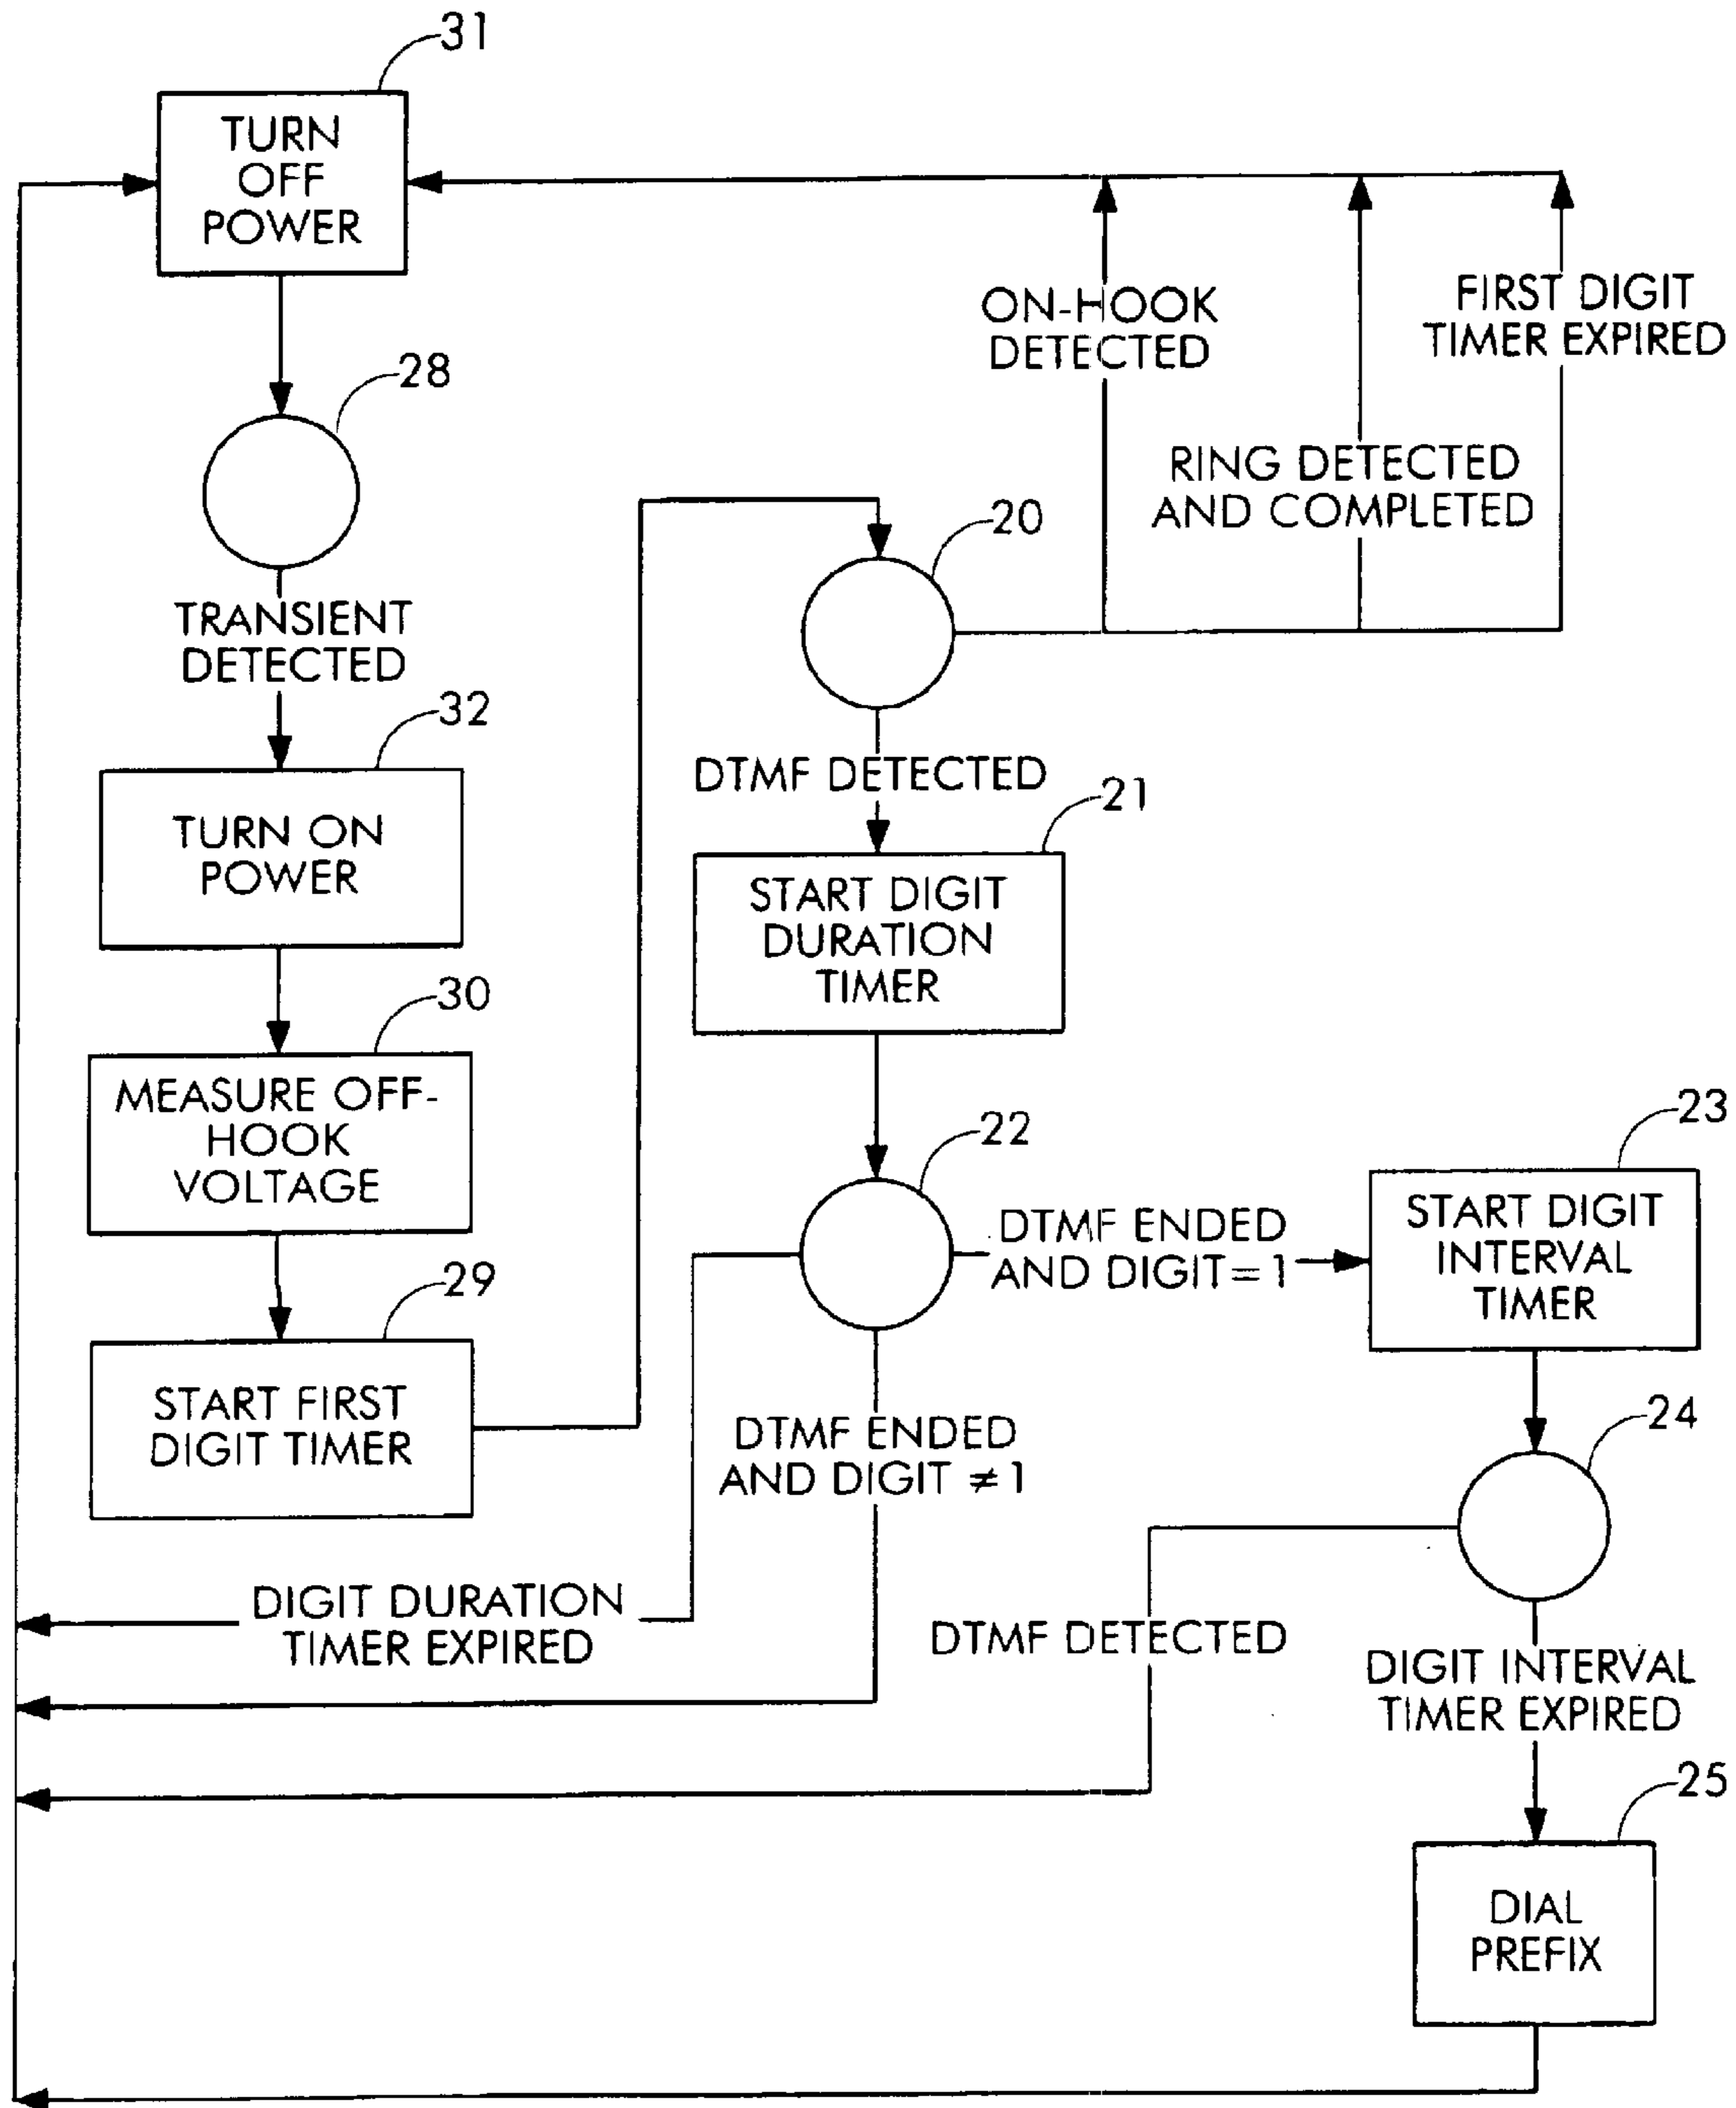 31
TURN
OFF
POWER
ON-HOOK
DETECTED
FIRST DIGIT
TIMER EXPIRED
28
RING DETECTED
AND COMPLETED
20
TRANSIENT
DETECTED
32
TURN ON
POWER
DTMF DETECTED
21
START DIGIT
DURATION
TIMER
30
MEASURE OFF-
HOOK
VOLTAGE
22
23
DTMF ENDED
AND DIGIT=1
START DIGIT
INTERVAL
TIMER
29
START FIRST
DIGIT TIMER
DTMF ENDED
AND DIGIT ≠1
24
DIGIT DURATION
TIMER EXPIRED
DTMF DETECTED
DIGIT INTERVAL
TIMER EXPIRED
25
DIAL
PREFIX